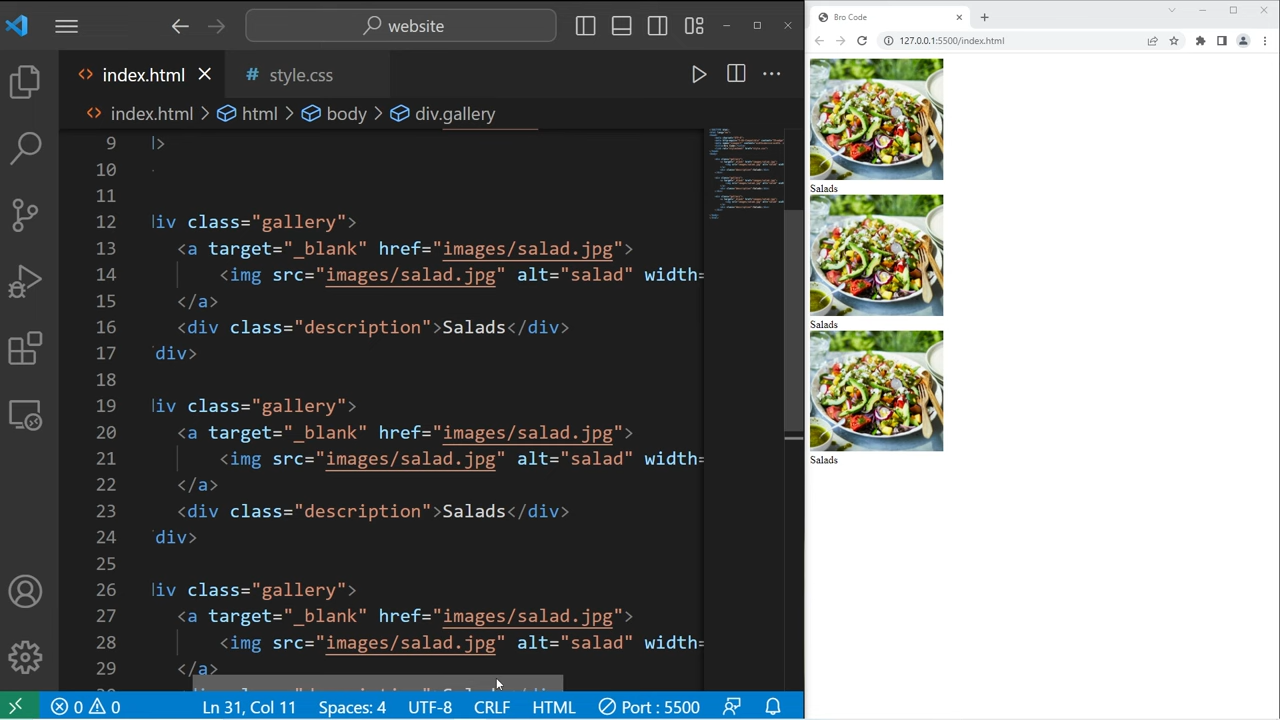 website
index.html
# style.css
index.html > html > body > div.gallery
9 >
10
11
12 iv class="gallery">
13 <a target="_blank" href="images/salad.jpg">
14 <img src="images/salad.jpg" alt="salad" width=
15 </a>
16 <div class="description">Salads</div>
17 div>
18
19 iv class="gallery">
20 <a target="_blank" href="images/salad.jpg">
21 <img src="images/salad.jpg" alt="salad" width=
22 </a>
23 <div class="description">Salads</div>
24 div>
25
26 iv class="gallery">
27 <a target="_blank" href="images/salad.jpg">
28 <img src="images/salad.jpg" alt="salad" width=
29 </a>
0 0 Ln 31, Col 11 Spaces: 4 UTF-8 CRLF HTML Port : 5500
Bro Code
127.0.0.1:5500/index.html
Salads
Salads
Salads